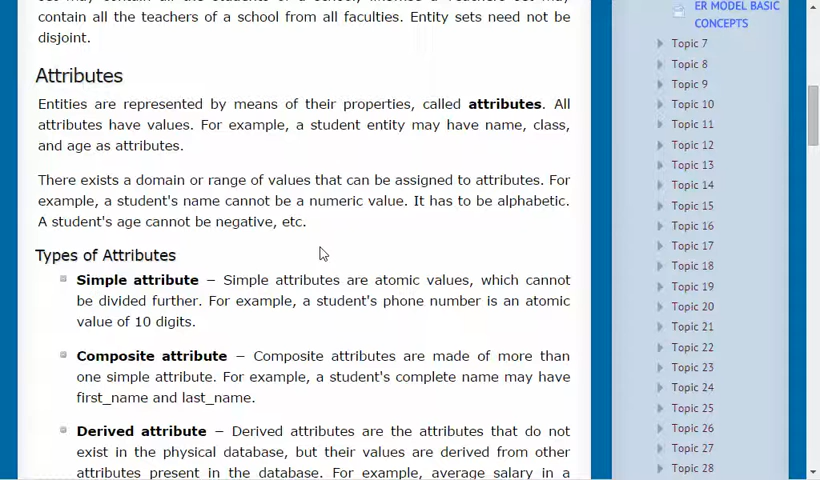 contain all the teachers of a school from all faculties. Entity sets need not be
disjoint.
Attributes
Entities are represented by means of their properties, called attributes. All
attributes have values. For example, a student entity may have name, class,
and age as attributes.
There exists a domain or range of values that can be assigned to attributes. For
example, a student's name cannot be a numeric value. It has to be alphabetic.
A student's age cannot be negative, etc.
Types of Attributes
Simple attribute − Simple attributes are atomic values, which cannot
be divided further. For example, a student's phone number is an atomic
value of 10 digits.
Composite attribute − Composite attributes are made of more than
one simple attribute. For example, a student's complete name may have
first_name and last_name.
Derived attribute − Derived attributes are the attributes that do not
exist in the physical database, but their values are derived from other
attributes present in the database. For example, average salary in a
ER MODEL BASIC
CONCEPTS
Topic 7
Topic 8
Topic 9
Topic 10
Topic 11
Topic 12
Topic 13
Topic 14
Topic 15
Topic 16
Topic 17
Topic 18
Topic 19
Topic 20
Topic 21
Topic 22
Topic 23
Topic 24
Topic 25
Topic 26
Topic 27
Topic 28